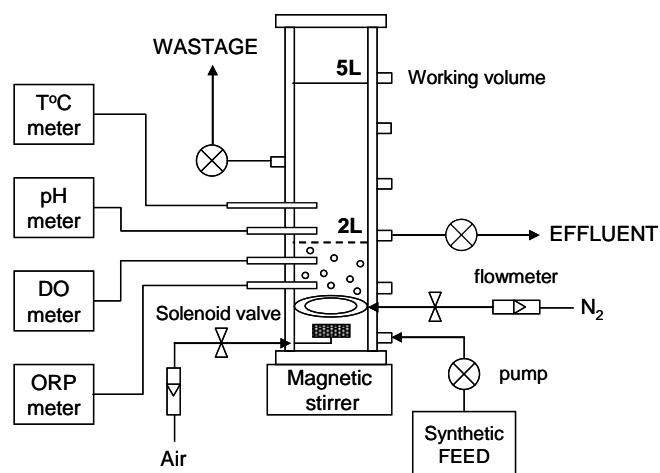 WASTAGE
5L
Working volume
T°C
meter
pH
meter
2L
EFFLUENT
DO
meter
flowmeter
Solenoid valve
N₂
ORP
meter
Magnetic
stirrer
pump
Synthetic
FEED
Air